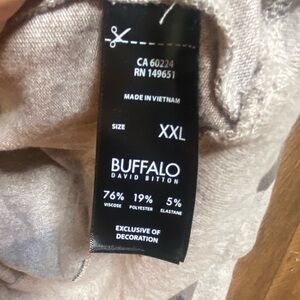 CA 60224
RN 149651
MADE IN VIETNAM
SIZE XXL
BUFFALO
DAVID BITTON
76% 19% 5%
VISCOSE POLYESTER ELASTANE
EXCLUSIVE OF
DECORATION